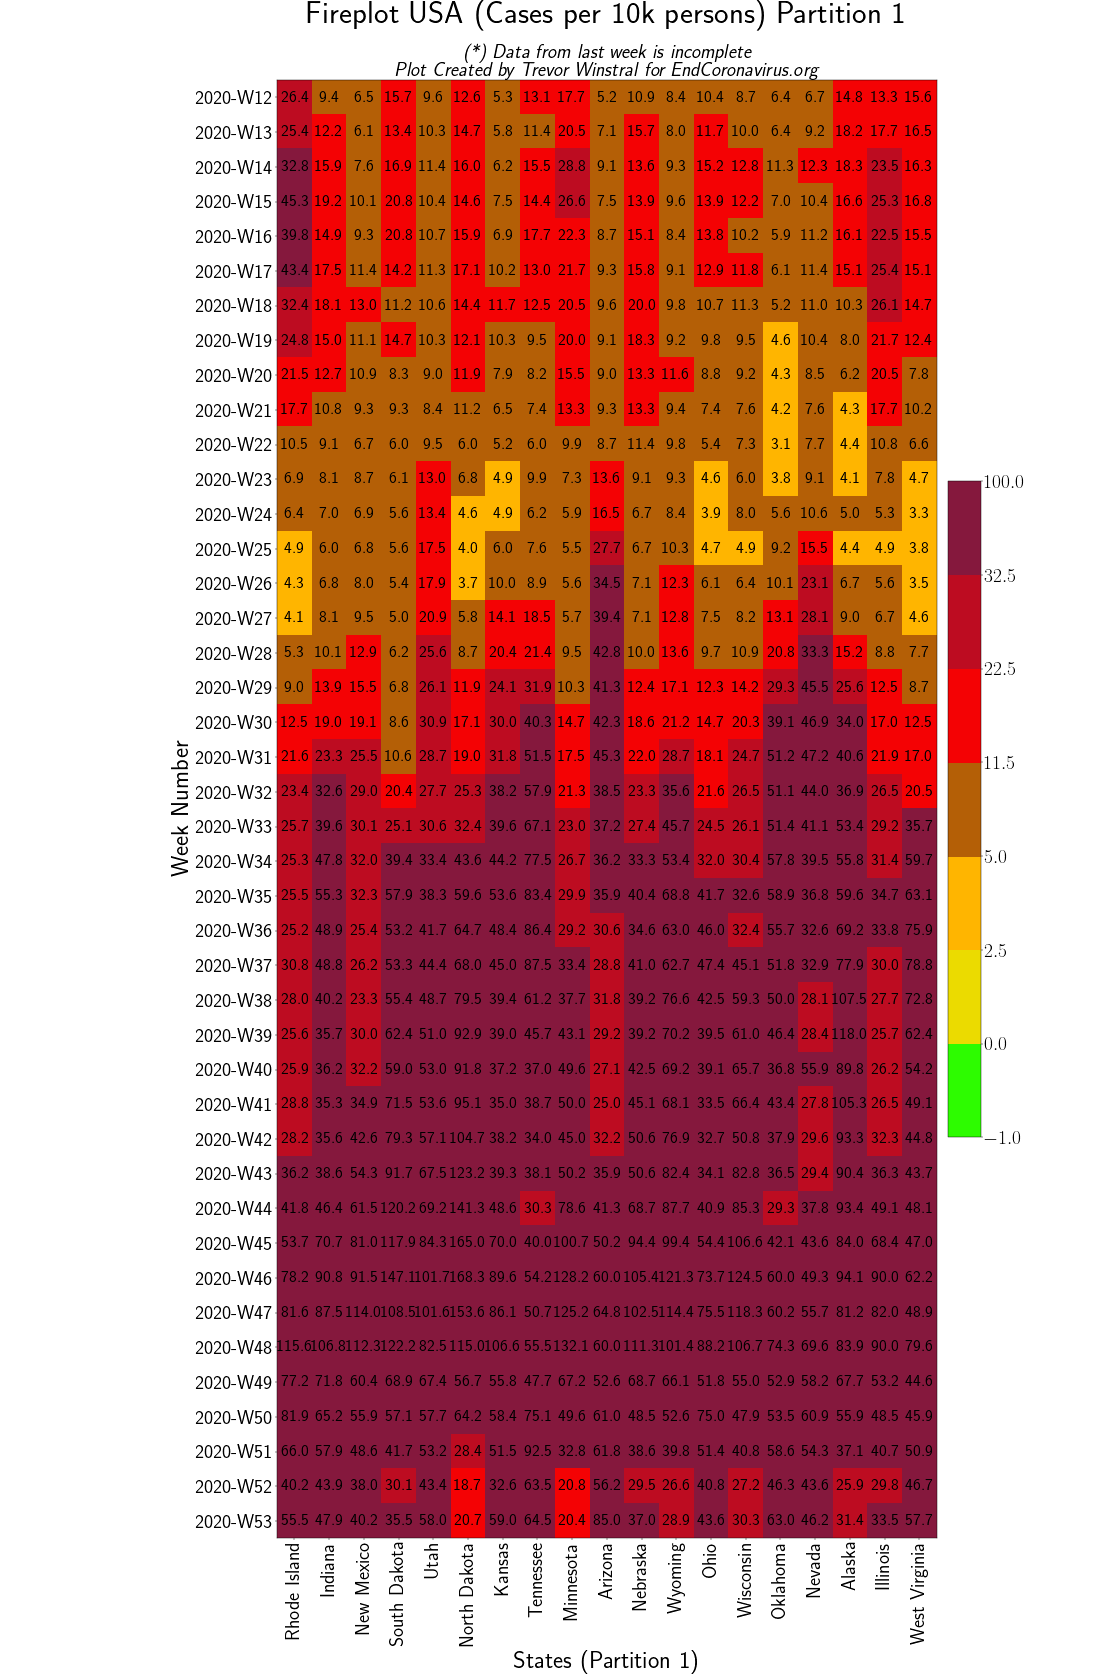 Fireplot USA (Cases per 10k persons) Partition 1
(*) Data from last week is incomplete
Plot Created by Trevor Winstral for EndCoronavirus.org
Week Number
2020-W12 26.4 9.4 6.5 15.7 9.6 12.6 5.3 13.1 17.7 5.2 10.9 8.4 10.4 8.7 6.4 6.7 14.8 13.3 15.6
2020-W13 25.4 12.2 6.1 13.4 10.3 14.7 5.8 11.4 20.5 7.1 15.7 8.0 11.7 10.0 6.4 9.2 18.2 17.7 16.5
2020-W14 32.8 15.9 7.6 16.9 11.4 16.0 6.2 15.5 28.8 9.1 13.6 9.3 15.2 12.8 11.3 12.3 18.3 23.5 16.3
2020-W15 45.3 19.2 10.1 20.8 10.4 14.6 7.5 14.4 26.6 7.5 13.9 9.6 13.9 12.2 7.0 10.4 16.6 25.3 16.8
2020-W16 39.8 14.9 9.3 20.8 10.7 15.9 6.9 17.7 22.3 8.7 15.1 8.4 13.8 10.2 5.9 11.2 16.1 22.5 15.5
2020-W17 43.4 17.5 11.4 14.2 11.3 17.1 10.2 13.0 21.7 9.3 15.8 9.1 12.9 11.8 6.1 11.4 15.1 25.4 15.1
2020-W18 32.4 18.1 13.0 11.2 10.6 14.4 11.7 12.5 20.5 9.6 20.0 9.8 10.7 11.3 5.2 11.0 10.3 26.1 14.7
2020-W19 24.8 15.0 11.1 14.7 10.3 12.1 10.3 9.5 20.0 9.1 18.3 9.2 9.8 9.5 4.6 10.4 8.0 21.7 12.4
2020-W20 21.5 12.7 10.9 8.3 9.0 11.9 7.9 8.2 15.5 9.0 13.3 11.6 8.8 9.2 4.3 8.5 6.2 20.5 7.8
2020-W21 17.7 10.8 9.3 9.3 8.4 11.2 6.5 7.4 13.3 9.3 13.3 9.4 7.4 7.6 4.2 7.6 4.3 17.7 10.2
2020-W22 10.5 9.1 6.7 6.0 9.5 6.0 5.2 6.0 9.9 8.7 11.4 9.8 5.4 7.3 3.1 7.7 4.4 10.8 6.6
2020-W23 6.9 8.1 8.7 6.1 13.0 6.8 4.9 9.9 7.3 13.6 9.1 9.3 4.6 6.0 3.8 9.1 4.1 7.8 4.7
2020-W24 6.4 7.0 6.9 5.6 13.4 4.6 4.9 6.2 5.9 16.5 6.7 8.4 3.9 8.0 5.6 10.6 5.0 5.3 3.3
2020-W25 4.9 6.0 6.8 5.6 17.5 4.0 6.0 7.6 5.5 27.7 6.7 10.3 4.7 4.9 9.2 15.5 4.4 4.9 3.8
2020-W26 4.3 6.8 8.0 5.4 17.9 3.7 10.0 8.9 5.6 34.5 7.1 12.3 6.1 6.4 10.1 23.1 6.7 5.6 3.5
2020-W27 4.1 8.1 9.5 5.0 20.9 5.8 14.1 18.5 5.7 39.4 7.1 12.8 7.5 8.2 13.1 28.1 9.0 6.7 4.6
2020-W28 5.3 10.1 12.9 6.2 25.6 8.7 20.4 21.4 9.5 42.8 10.0 13.6 9.7 10.9 20.8 33.3 15.2 8.8 7.7
2020-W29 9.0 13.9 15.5 6.8 26.1 11.9 24.1 31.9 10.3 41.3 12.4 17.1 12.3 14.2 29.3 45.5 25.6 12.5 8.7
2020-W30 12.5 19.0 19.1 8.6 30.9 17.1 30.0 40.3 14.7 42.3 18.6 21.2 14.7 20.3 39.1 46.9 34.0 17.0 12.5
2020-W31 21.6 23.3 25.5 10.6 28.7 19.0 31.8 51.5 17.5 45.3 22.0 28.7 18.1 24.7 51.2 47.2 40.6 21.9 17.0
2020-W32 23.4 32.6 29.0 20.4 27.7 25.3 38.2 57.9 21.3 38.5 23.3 35.6 21.6 26.5 51.1 44.0 36.9 26.5 20.5
2020-W33 25.7 39.6 30.1 25.1 30.6 32.4 39.6 67.1 23.0 37.2 27.4 45.7 24.5 26.1 51.4 41.1 53.4 29.2 35.7
2020-W34 25.3 47.8 32.0 39.4 33.4 43.6 44.2 77.5 26.7 36.2 33.3 53.4 32.0 30.4 57.8 39.5 55.8 31.4 59.7
2020-W35 25.5 55.3 32.3 57.9 38.3 59.6 53.6 83.4 29.9 35.9 40.4 68.8 41.7 32.6 58.9 36.8 59.6 34.7 63.1
2020-W36 25.2 48.9 25.4 53.2 41.7 64.7 48.4 86.4 29.2 30.6 34.6 63.0 46.0 32.4 55.7 32.6 69.2 33.8 75.9
2020-W37 30.8 48.8 26.2 53.3 44.4 68.0 45.0 87.5 33.4 28.8 41.0 62.7 47.4 45.1 51.8 32.9 77.9 30.0 78.8
2020-W38 28.0 40.2 23.3 55.4 48.7 79.5 39.4 61.2 37.7 31.8 39.2 76.6 42.5 59.3 50.0 28.1 107.5 27.7 72.8
2020-W39 25.6 35.7 30.0 62.4 51.0 92.9 39.0 45.7 43.1 29.2 39.2 70.2 39.5 61.0 46.4 28.4 118.0 25.7 62.4
2020-W40 25.9 36.2 32.2 59.0 53.0 91.8 37.2 37.0 49.6 27.1 42.5 69.2 39.1 65.7 36.8 55.9 89.8 26.2 54.2
2020-W41 28.8 35.3 34.9 71.5 53.6 95.1 35.0 38.7 50.0 25.0 45.1 68.1 33.5 66.4 43.4 27.8 105.3 26.5 49.1
2020-W42 28.2 35.6 42.6 79.3 57.1 104.7 38.2 34.0 45.0 32.2 50.6 76.9 32.7 50.8 37.9 29.6 93.3 32.3 44.8
2020-W43 36.2 38.6 54.3 91.7 67.5 123.2 39.3 38.1 50.2 35.9 50.6 82.4 34.1 82.8 36.5 29.4 90.4 36.3 43.7
2020-W44 41.8 46.4 61.5 120.2 69.2 141.3 48.6 30.3 78.6 41.3 68.7 87.7 40.9 85.3 29.3 37.8 93.4 49.1 48.1
2020-W45 53.7 70.7 81.0 117.9 84.3 165.0 70.0 40.0 100.7 50.2 94.4 99.4 54.4 106.6 42.1 43.6 84.0 68.4 47.0
2020-W46 78.2 90.8 91.5 147.1 101.7 168.3 89.6 54.2 128.2 60.0 105.4 121.3 73.7 124.5 60.0 49.3 94.1 90.0 62.2
2020-W47 81.6 87.5 114.0 108.5 101.6 153.6 86.1 50.7 125.2 64.8 102.5 114.4 75.5 118.3 60.2 55.7 81.2 82.0 48.9
2020-W48 115.6 106.8 112.3 122.2 82.5 115.0 106.6 55.5 132.1 60.0 111.3 101.4 88.2 106.7 74.3 69.6 83.9 90.0 79.6
2020-W49 77.2 71.8 60.4 68.9 67.4 56.7 55.8 47.7 67.2 52.6 68.7 66.1 51.8 55.0 52.9 58.2 67.7 53.2 44.6
2020-W50 81.9 65.2 55.9 57.1 57.7 64.2 58.4 75.1 49.6 61.0 48.5 52.6 75.0 47.9 53.5 60.9 55.9 48.5 45.9
2020-W51 66.0 57.9 48.6 41.7 53.2 28.4 51.5 92.5 32.8 61.8 38.6 39.8 51.4 40.8 58.6 54.3 37.1 40.7 50.9
2020-W52 40.2 43.9 38.0 30.1 43.4 18.7 32.6 63.5 20.8 56.2 29.5 26.6 40.8 27.2 46.3 43.6 25.9 29.8 46.7
2020-W53 55.5 47.9 40.2 35.5 58.0 20.7 59.0 64.5 20.4 85.0 37.0 28.9 43.6 30.3 63.0 46.2 31.4 33.5 57.7
Rhode Island
Indiana
New Mexico
South Dakota
Utah
North Dakota
Kansas
Tennessee
Minnesota
Arizona
Nebraska
Wyoming
Ohio
Wisconsin
Oklahoma
Nevada
Alaska
Illinois
West Virginia
States (Partition 1)
100.0
32.5
22.5
11.5
5.0
2.5
0.0
−1.0